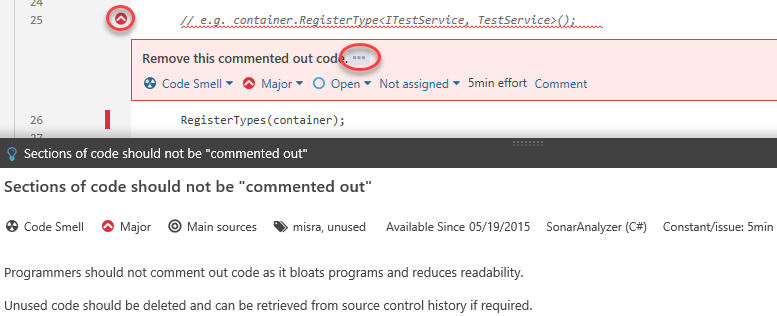 24
25 // e.g. container.RegisterType<ITestService, TestService>();
Remove this commented out code. •••
Code Smell Major Open Not assigned 5min effort Comment
26 RegisterTypes(container);
27
Sections of code should not be "commented out"
Sections of code should not be "commented out"
Code Smell Major Main sources misra, unused Available Since 05/19/2015 SonarAnalyzer (C#) Constant/issue: 5min
Programmers should not comment out code as it bloats programs and reduces readability.
Unused code should be deleted and can be retrieved from source control history if required.